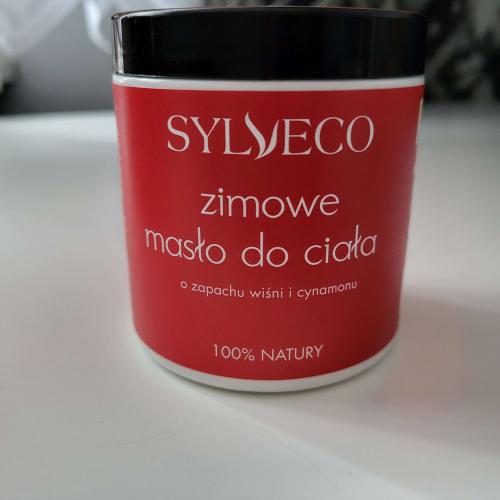 SYLVECO
zimowe
masło do ciała
o zapachu wiśni i cynamonu
100% NATURY